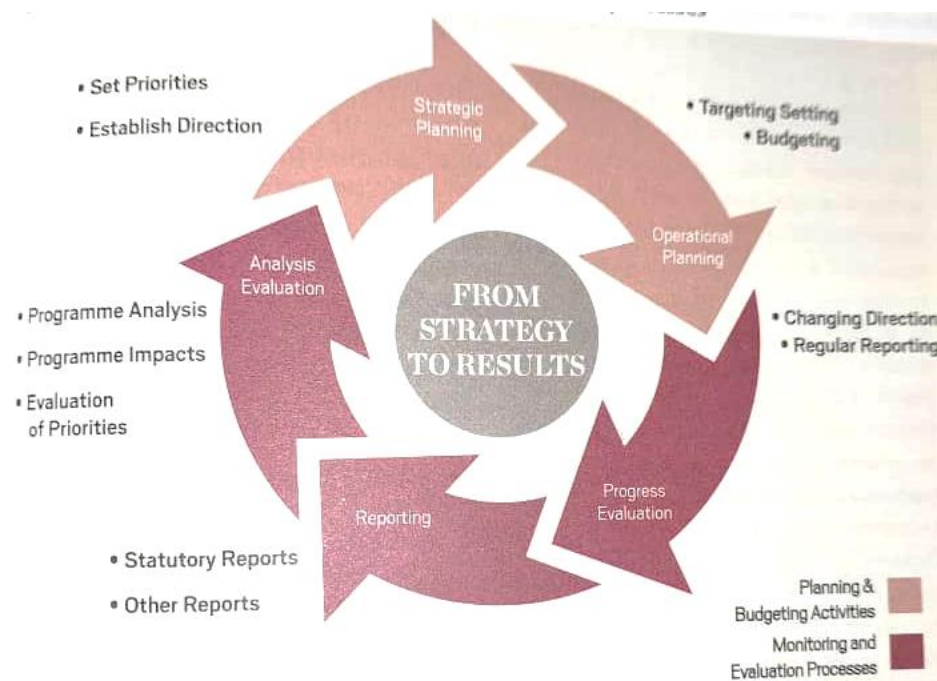 • Set Priorities
• Establish Direction
Strategic
Planning
• Targeting Setting
• Budgeting
Operational
Planning
• Changing Direction
• Regular Reporting
Progress
Evaluation
Reporting
• Statutory Reports
• Other Reports
Analysis
Evaluation
• Programme Analysis
• Programme Impacts
• Evaluation
of Priorities
FROM
STRATEGY
TO RESULTS
Planning &
Budgeting Activities
Monitoring and
Evaluation Processes